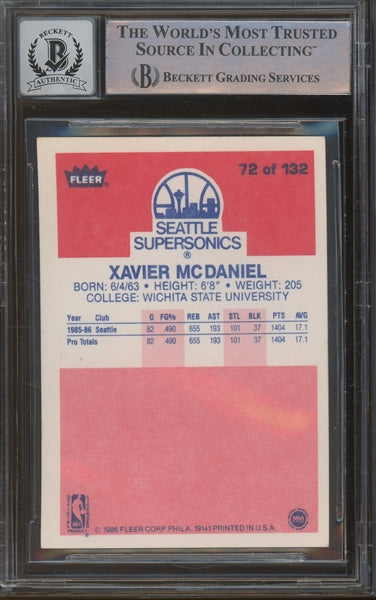 BECKETT
AUTHENTIC
THE WORLD'S MOST TRUSTED
SOURCE IN COLLECTING™
B BECKETT GRADING SERVICES
FLEER
72 of 132
SEATTLE
SUPERSONICS
®
XAVIER MCDANIEL
BORN: 6/4/63 • HEIGHT: 6'8" • WEIGHT: 205
COLLEGE: WICHITA STATE UNIVERSITY
Year Club G FG% REB AST STL BLK PTS AVG
1985-86 Seattle 82 .490 655 193 101 37 1404 17.1
Pro Totals 82 .490 655 193 101 37 1404 17.1
NBA
© 1986 FLEER CORP. PHILA. 19141 PRINTED IN U.S.A.